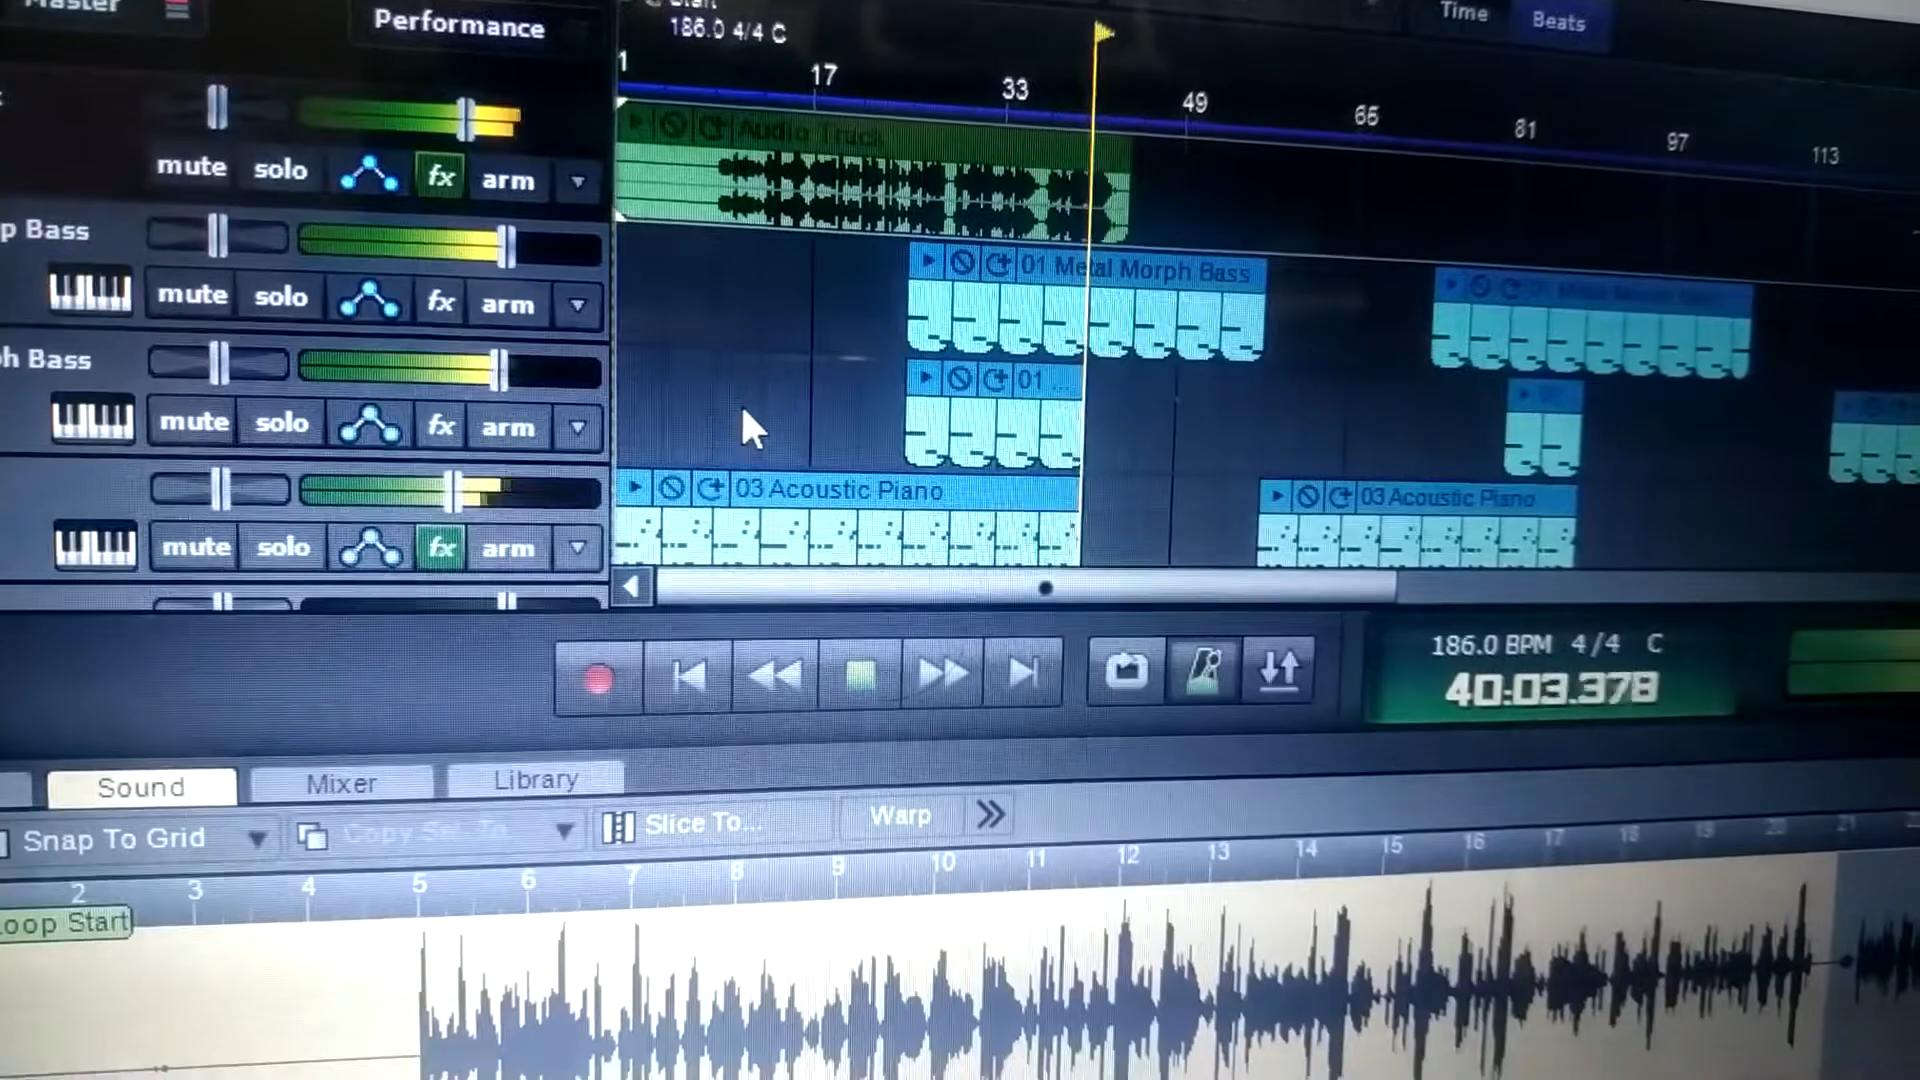 Master
Performance
Start
186.0 4/4 C
Time
Beats
1
17
33
49
65
81
97
113
mute
solo
fx
arm
Audio Track
p Bass
mute
solo
fx
arm
01 Metal Morph Bass
h Bass
mute
solo
fx
arm
01 ...
03 Acoustic Piano
03 Acoustic Piano
mute
solo
fx
arm
186.0 BPM 4/4 C
40:03.378
Sound
Mixer
Library
Snap To Grid
Copy Sel. To...
Slice To...
Warp
2 3 4 5 6 7 8 9 10 11 12 13 14 15 16 17 18 19 20 21
oop Start